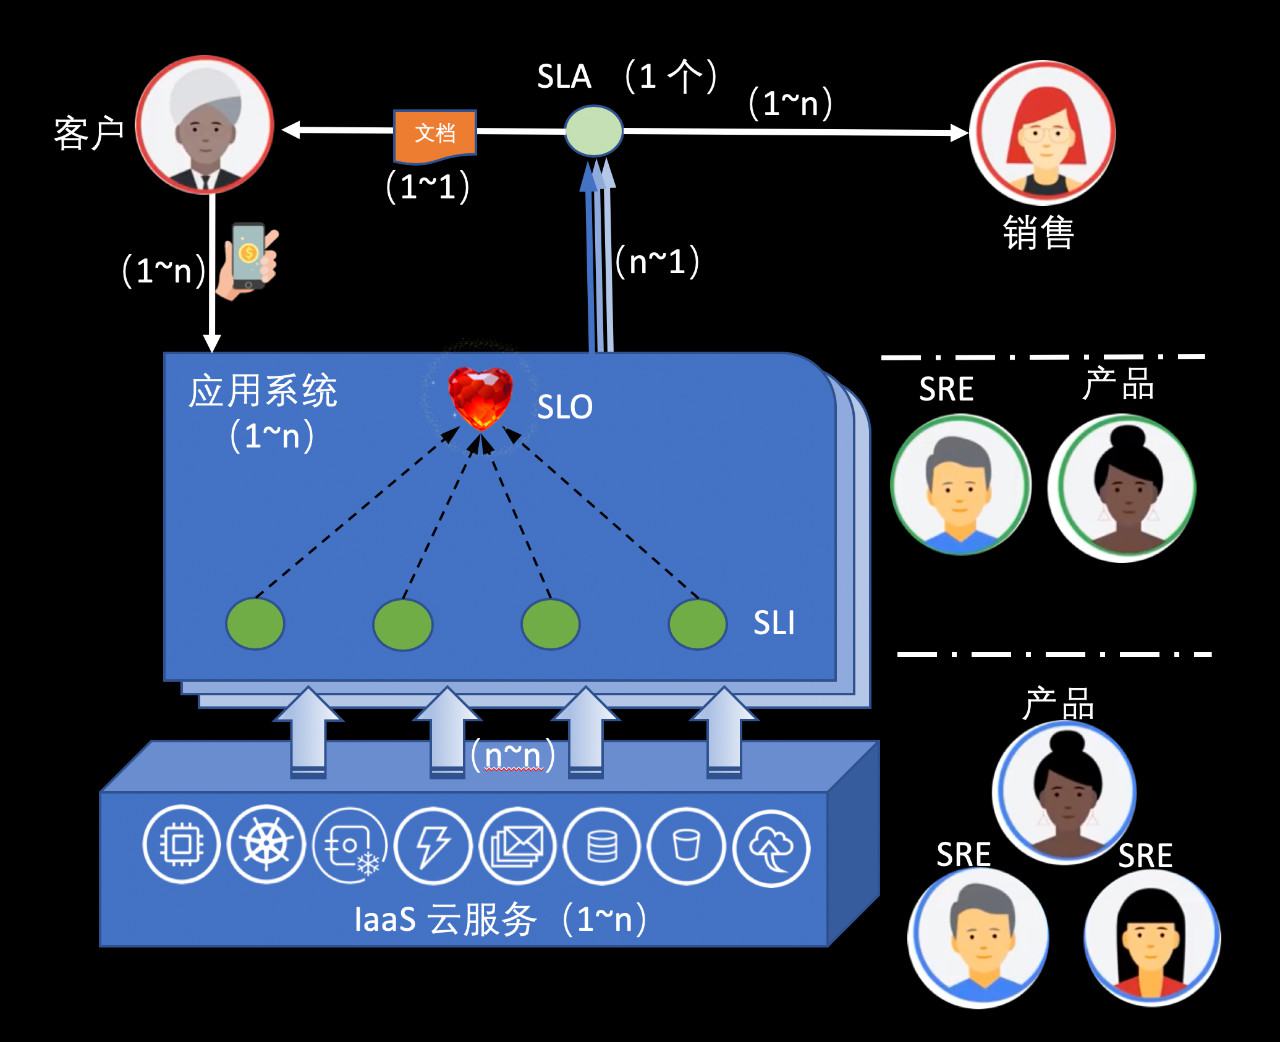 SLA （1 个）
（1~n）
客户
文档
（1~1）
销售
（1~n）
（n~1）
应用系统
（1~n）
SLO
SRE
产品
SLI
产品
（n~n）
SRE
SRE
IaaS 云服务（1~n）